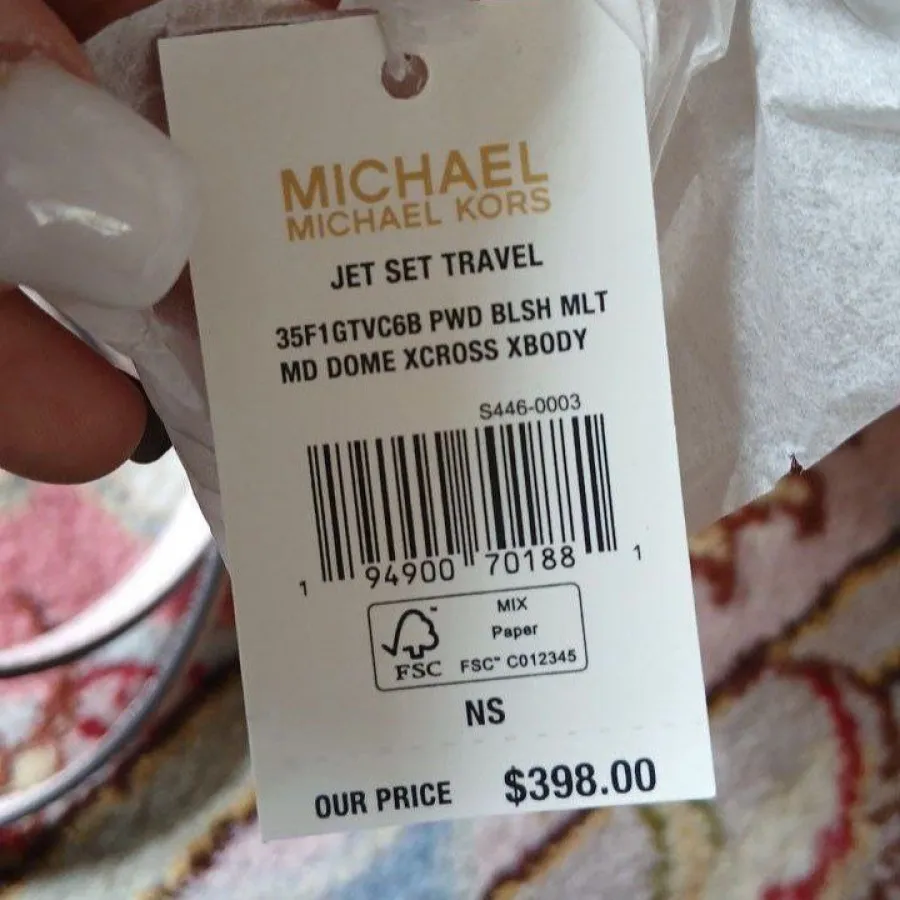 MICHAEL
MICHAEL KORS
JET SET TRAVEL
35F1GTVC6B PWD BLSH MLT
MD DOME XCROSS XBODY
S446-0003
1 94900 70188 1
MIX
Paper
FSC™ C012345
FSC
NS
OUR PRICE $398.00